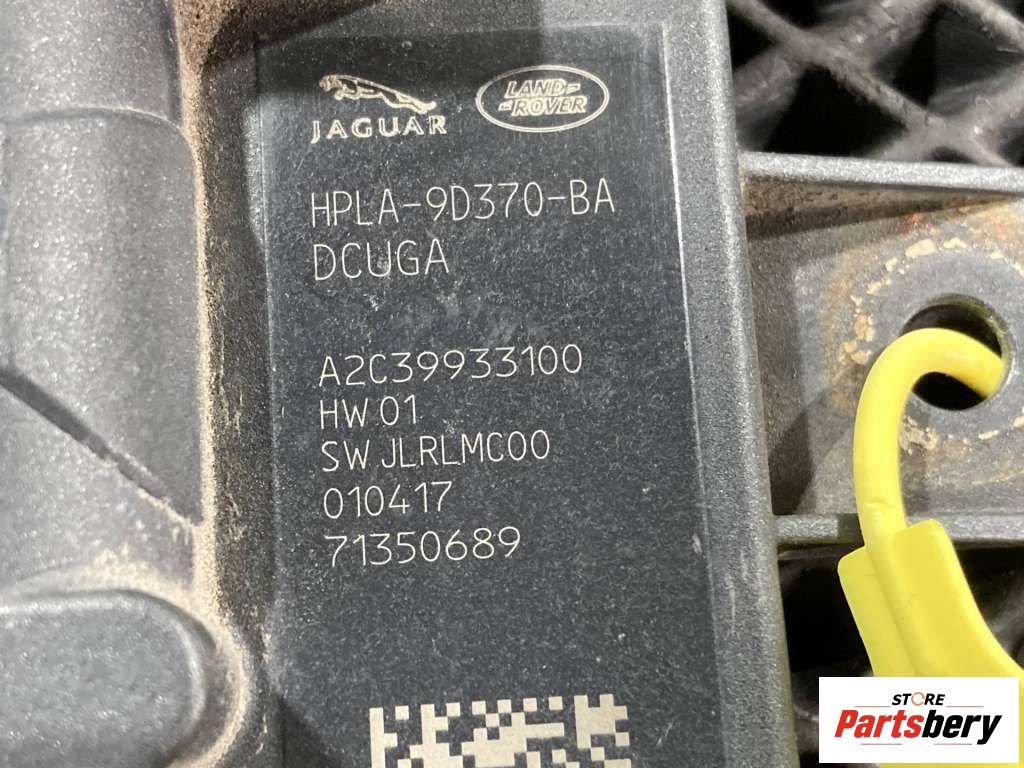 JAGUAR
LAND-
-ROVER
HPLA-9D370-BA
DCUGA
A2C39933100
HW 01
SW JLRLMC00
010417
71350689
STORE
Partsbery